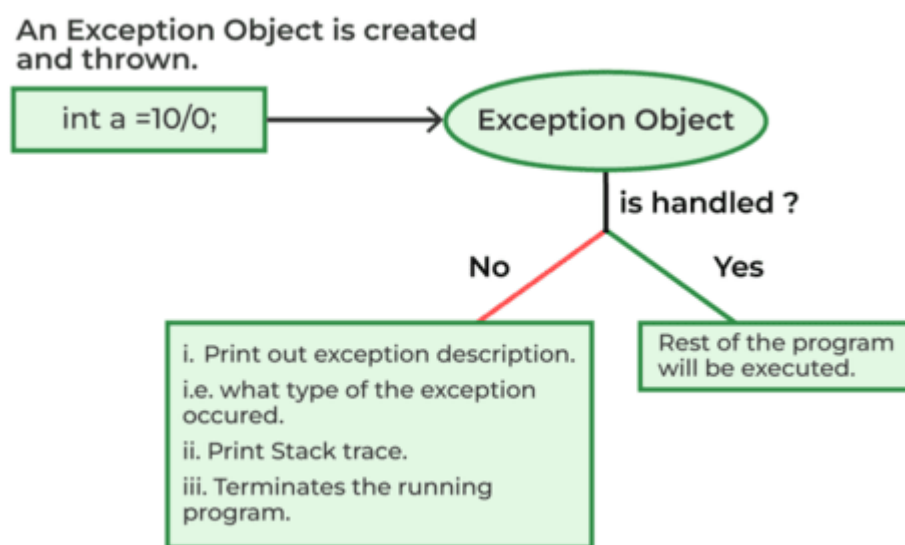 An Exception Object is created
and thrown.
int a =10/0;
Exception Object
is handled ?
No
Yes
i. Print out exception description.
i.e. what type of the exception
occured.
ii. Print Stack trace.
iii. Terminates the running
program.
Rest of the program
will be executed.